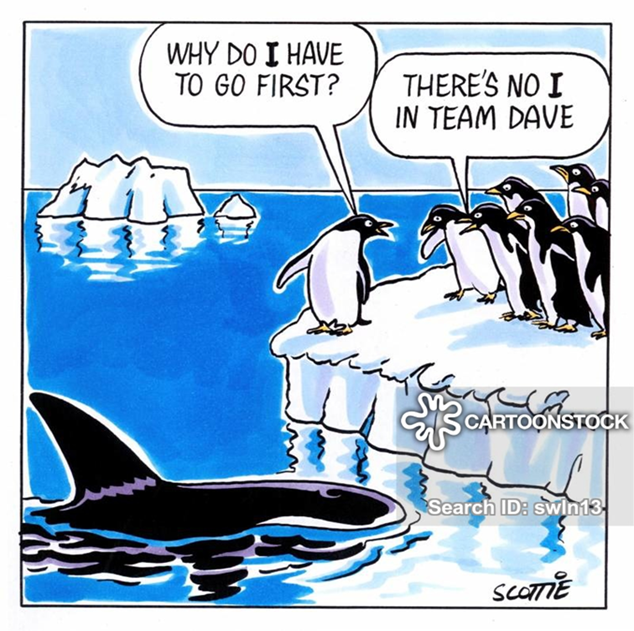 WHY DO I HAVE
TO GO FIRST?
THERE'S NO I
IN TEAM DAVE
CARTOONSTOCK
Search ID: swln13
SCOTTIE